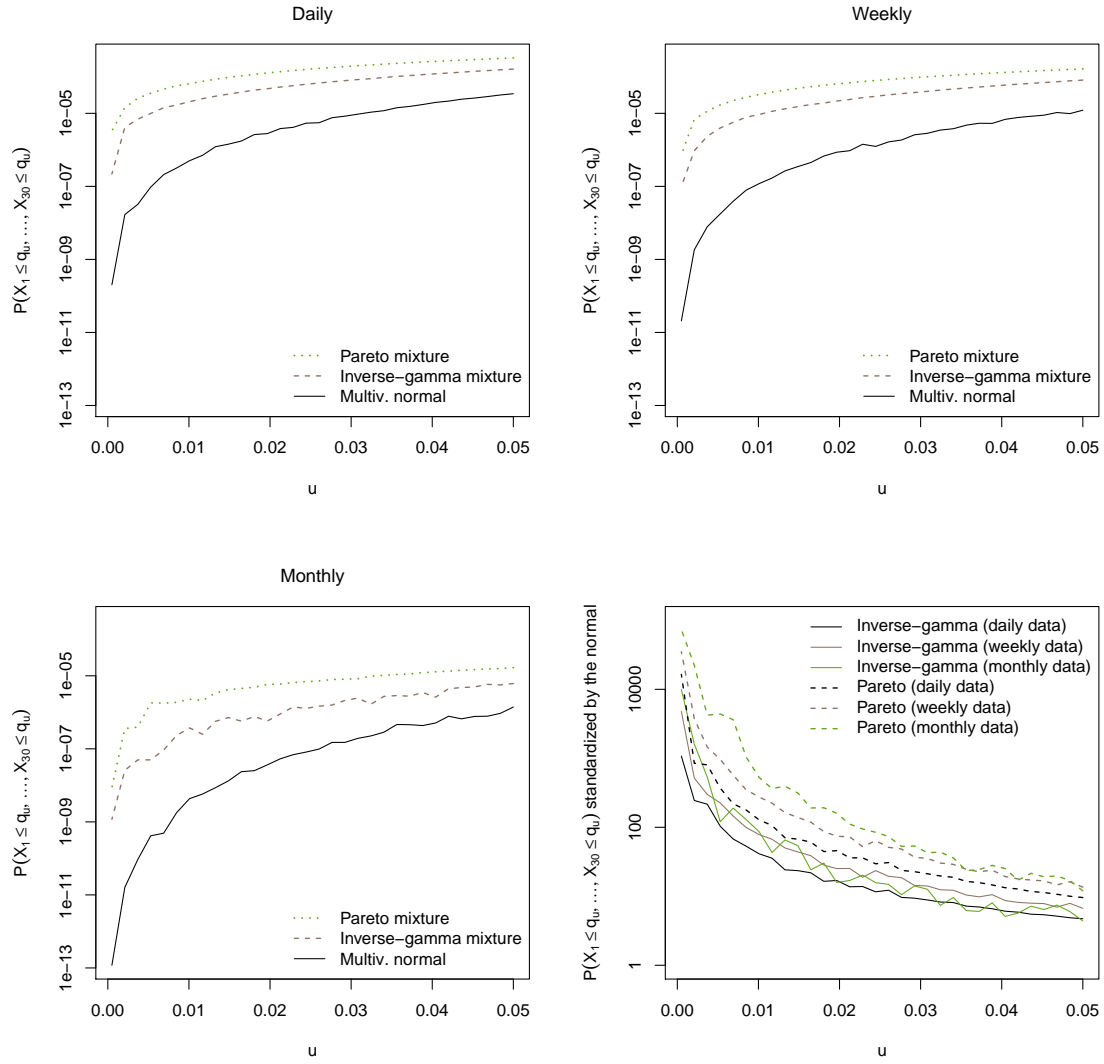 Daily
P(X1 ≤ qu, ..., X30 ≤ qu)
1e−05
1e−07
1e−09
1e−11
1e−13
Pareto mixture
Inverse−gamma mixture
Multiv. normal
0.00 0.01 0.02 0.03 0.04 0.05
u
Weekly
P(X1 ≤ qu, ..., X30 ≤ qu)
1e−05
1e−07
1e−09
1e−11
1e−13
Pareto mixture
Inverse−gamma mixture
Multiv. normal
0.00 0.01 0.02 0.03 0.04 0.05
u
Monthly
P(X1 ≤ qu, ..., X30 ≤ qu)
1e−05
1e−07
1e−09
1e−11
1e−13
Pareto mixture
Inverse−gamma mixture
Multiv. normal
0.00 0.01 0.02 0.03 0.04 0.05
u
P(X1 ≤ qu, ..., X30 ≤ qu) standardized by the normal
10000
100
1
Inverse−gamma (daily data)
Inverse−gamma (weekly data)
Inverse−gamma (monthly data)
Pareto (daily data)
Pareto (weekly data)
Pareto (monthly data)
0.00 0.01 0.02 0.03 0.04 0.05
u